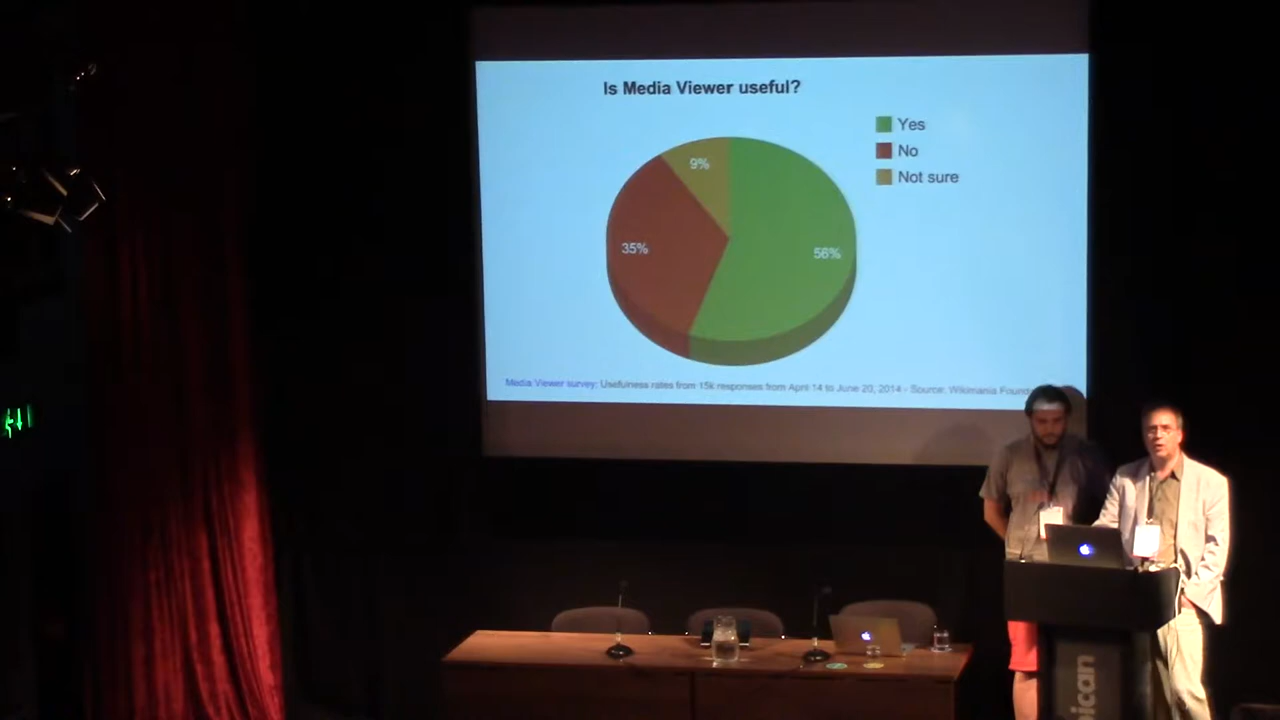 Is Media Viewer useful?
Yes
No
Not sure
9%
35%
56%
Media Viewer survey: Usefulness rates from 15k responses from April 14 to June 20, 2014 - Source: Wikimania Found
bican